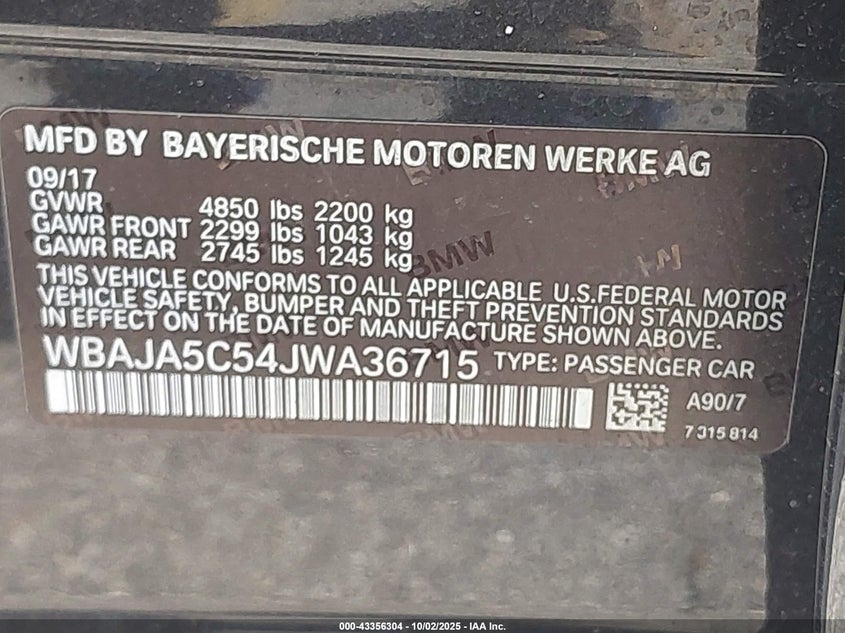 MFD BY BAYERISCHE MOTOREN WERKE AG
09/17
GVWR 4850 lbs 2200 kg
GAWR FRONT 2299 lbs 1043 kg
GAWR REAR 2745 lbs 1245 kg
THIS VEHICLE CONFORMS TO ALL APPLICABLE U.S.FEDERAL MOTOR
VEHICLE SAFETY, BUMPER AND THEFT PREVENTION STANDARDS
IN EFFECT ON THE DATE OF MANUFACTURE SHOWN ABOVE.
WBAJA5C54JWA36715 TYPE: PASSENGER CAR
A90/7
7 315 814
000-43356304 - 10/02/2025 - IAA Inc.